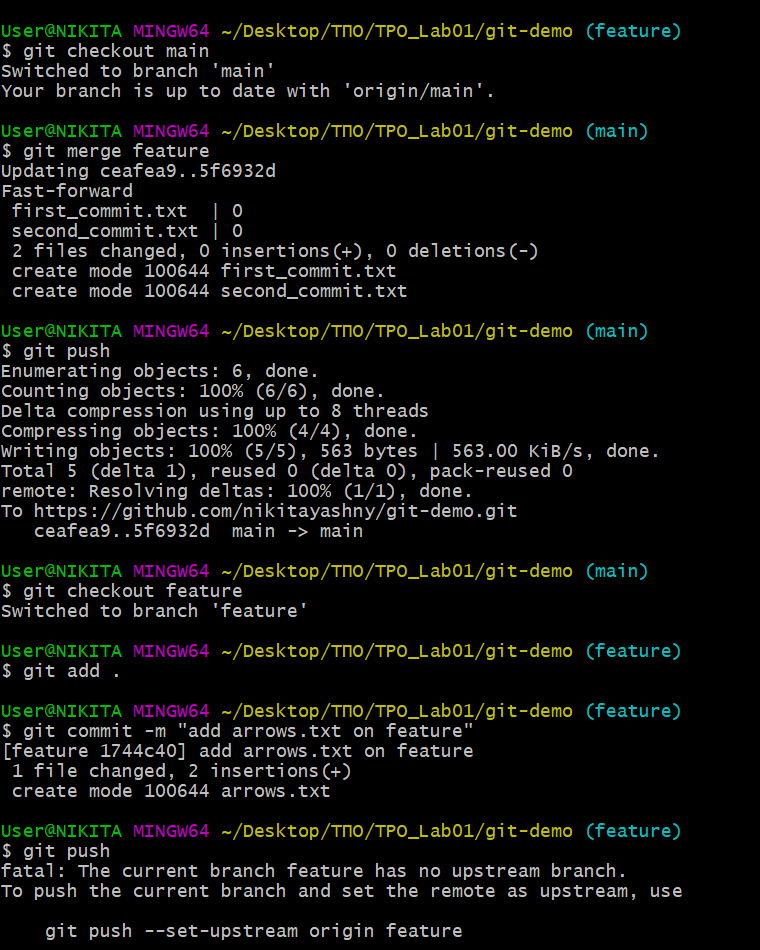 User@NIKITA MINGW64 ~/Desktop/ТПО/TPO_Lab01/git-demo (feature)
$ git checkout main
Switched to branch 'main'
Your branch is up to date with 'origin/main'.
User@NIKITA MINGW64 ~/Desktop/ТПО/TPO_Lab01/git-demo (main)
$ git merge feature
Updating ceafea9..5f6932d
Fast-forward
 first_commit.txt  | 0
 second_commit.txt | 0
 2 files changed, 0 insertions(+), 0 deletions(-)
 create mode 100644 first_commit.txt
 create mode 100644 second_commit.txt
User@NIKITA MINGW64 ~/Desktop/ТПО/TPO_Lab01/git-demo (main)
$ git push
Enumerating objects: 6, done.
Counting objects: 100% (6/6), done.
Delta compression using up to 8 threads
Compressing objects: 100% (4/4), done.
Writing objects: 100% (5/5), 563 bytes | 563.00 KiB/s, done.
Total 5 (delta 1), reused 0 (delta 0), pack-reused 0
remote: Resolving deltas: 100% (1/1), done.
To https://github.com/nikitayashny/git-demo.git
   ceafea9..5f6932d  main -> main
User@NIKITA MINGW64 ~/Desktop/ТПО/TPO_Lab01/git-demo (main)
$ git checkout feature
Switched to branch 'feature'
User@NIKITA MINGW64 ~/Desktop/ТПО/TPO_Lab01/git-demo (feature)
$ git add .
User@NIKITA MINGW64 ~/Desktop/ТПО/TPO_Lab01/git-demo (feature)
$ git commit -m "add arrows.txt on feature"
[feature 1744c40] add arrows.txt on feature
 1 file changed, 2 insertions(+)
 create mode 100644 arrows.txt
User@NIKITA MINGW64 ~/Desktop/ТПО/TPO_Lab01/git-demo (feature)
$ git push
fatal: The current branch feature has no upstream branch.
To push the current branch and set the remote as upstream, use
    git push --set-upstream origin feature